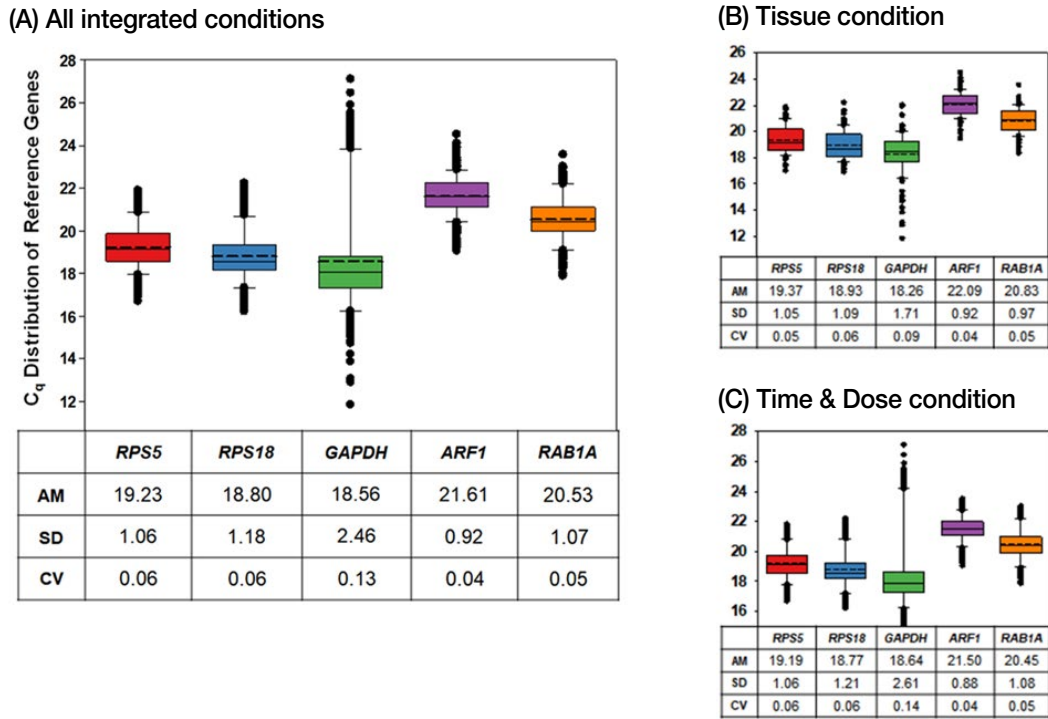 (A) All integrated conditions
28
26
24
22
20
18
16
14
12
Cq Distribution of Reference Genes
RPS5 RPS18 GAPDH ARF1 RAB1A
AM 19.23 18.80 18.56 21.61 20.53
SD 1.06 1.18 2.46 0.92 1.07
CV 0.06 0.06 0.13 0.04 0.05
(B) Tissue condition
26
24
22
20
18
16
14
12
RPS5 RPS18 GAPDH ARF1 RAB1A
AM 19.37 18.93 18.26 22.09 20.83
SD 1.05 1.09 1.71 0.92 0.97
CV 0.05 0.06 0.09 0.04 0.05
(C) Time & Dose condition
28
26
24
22
20
18
16
RPS5 RPS18 GAPDH ARF1 RAB1A
AM 19.19 18.77 18.64 21.50 20.45
SD 1.06 1.21 2.61 0.88 1.08
CV 0.06 0.06 0.14 0.04 0.05